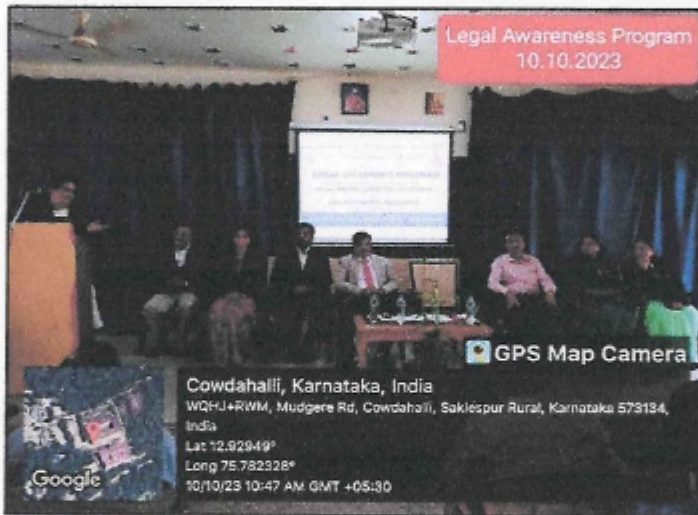 Legal Awareness Program
10.10.2023
GPS Map Camera
Cowdahalli, Karnataka, India
WQHJ+RWM, Mudgere Rd, Cowdahalli, Saklespur Rural, Karnataka 573134,
India
Lat 12.92949°
Long 75.782328°
10/10/23 10:47 AM GMT +05:30
Google